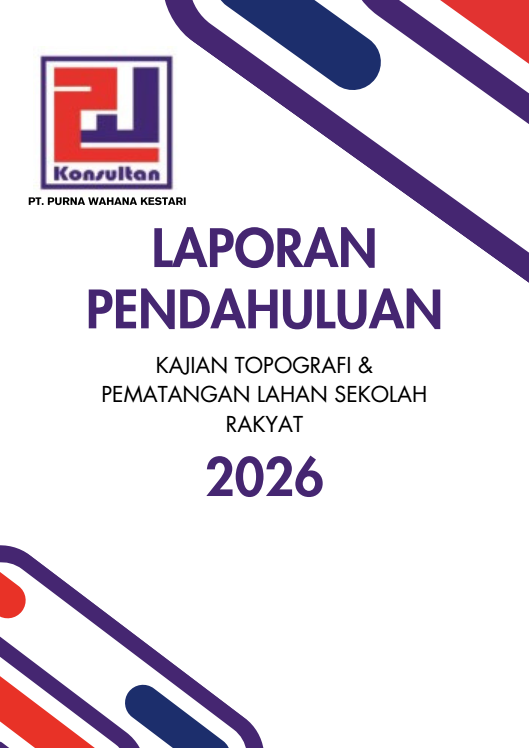 Konsultan
PT. PURNA WAHANA KESTARI
LAPORAN
PENDAHULUAN
KAJIAN TOPOGRAFI &
PEMATANGAN LAHAN SEKOLAH
RAKYAT
2026